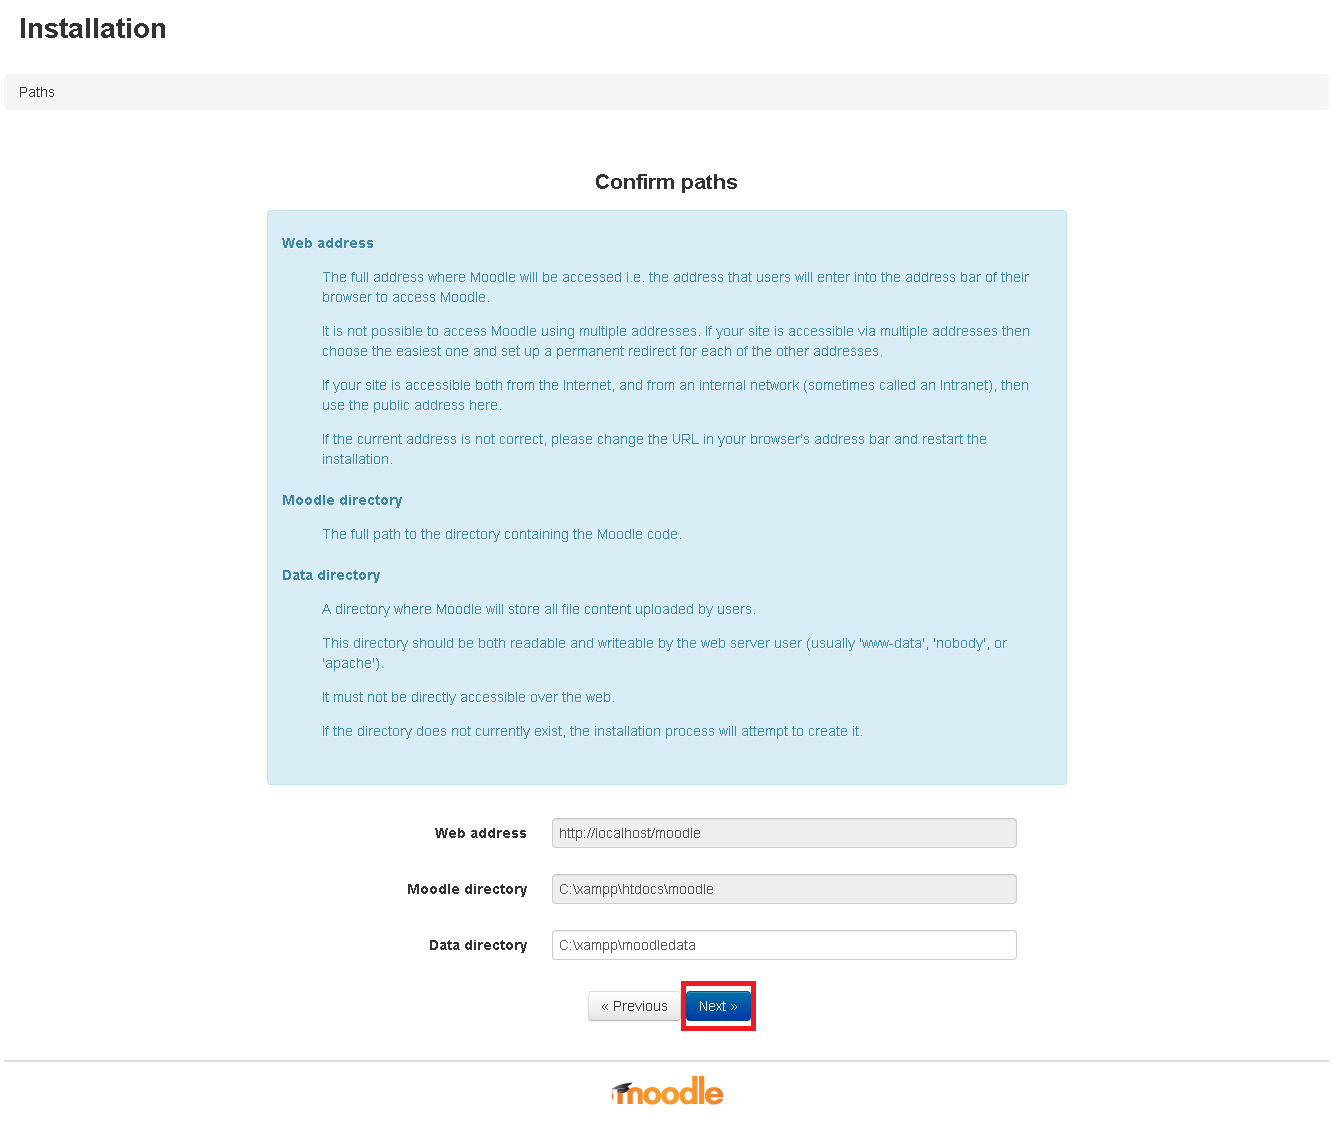 Installation
Paths
Confirm paths
Web address
The full address where Moodle will be accessed i.e. the address that users will enter into the address bar of their
browser to access Moodle.
It is not possible to access Moodle using multiple addresses. If your site is accessible via multiple addresses then
choose the easiest one and set up a permanent redirect for each of the other addresses.
If your site is accessible both from the Internet, and from an internal network (sometimes called an Intranet), then
use the public address here.
If the current address is not correct, please change the URL in your browser's address bar and restart the
installation.
Moodle directory
The full path to the directory containing the Moodle code.
Data directory
A directory where Moodle will store all file content uploaded by users.
This directory should be both readable and writeable by the web server user (usually 'www-data', 'nobody', or
'apache').
It must not be directly accessible over the web.
If the directory does not currently exist, the installation process will attempt to create it.
Web address http://localhost/moodle
Moodle directory C:\xampp\htdocs\moodle
Data directory C:\xampp\moodledata
« Previous Next »
moodle